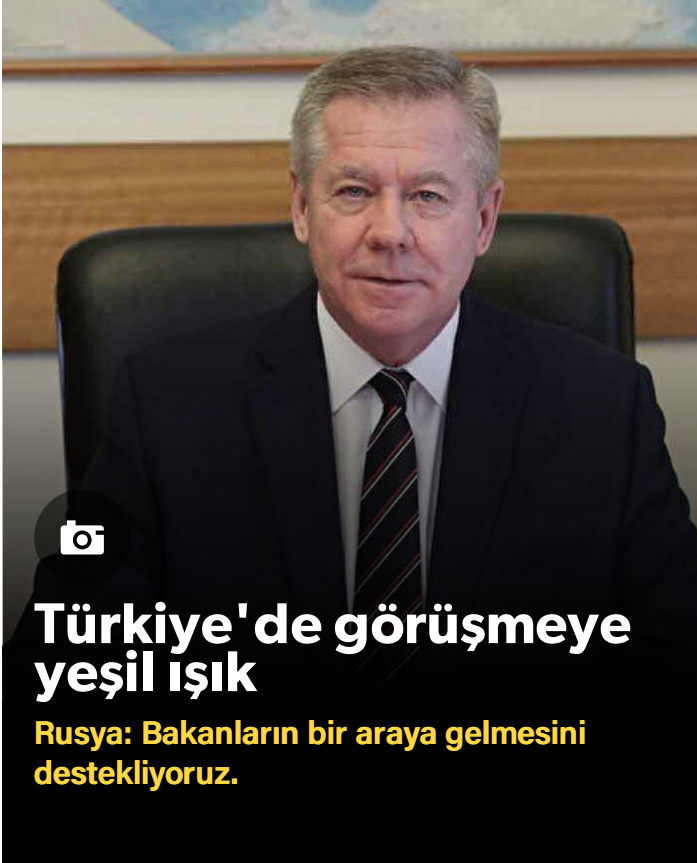 Türkiye'de görüşmeye
yeşil ışık
Rusya: Bakanların bir araya gelmesini
destekliyoruz.